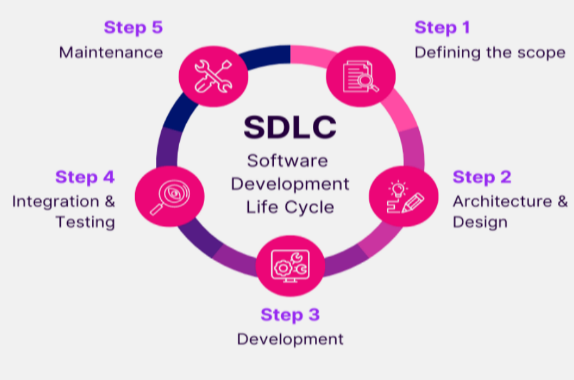 SDLC
Software
Development
Life Cycle
Step 1
Defining the scope
Step 2
Architecture &
Design
Step 3
Development
Step 4
Integration &
Testing
Step 5
Maintenance